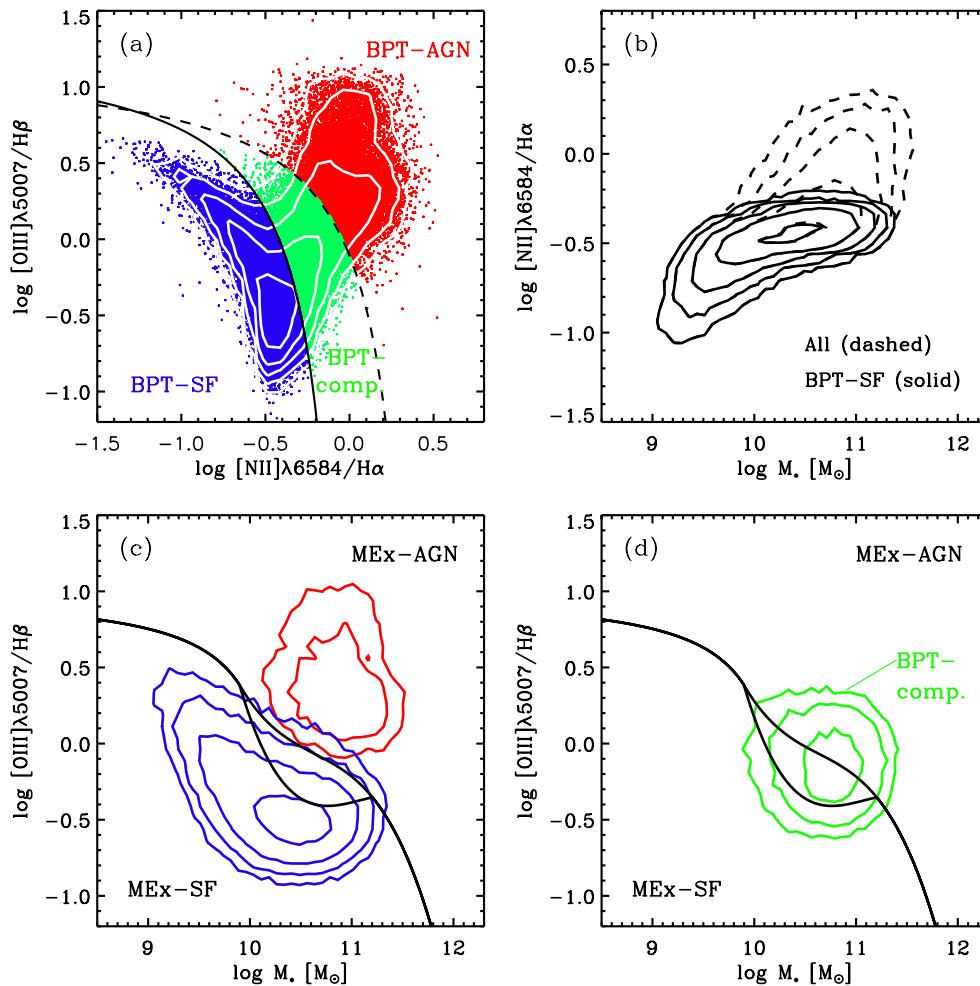 (a)
BPT-AGN
BPT-SF
BPT-
comp.
1.5
1.0
0.5
0.0
-0.5
-1.0
log [OIII]λ5007/Hβ
-1.5
-1.0
-0.5
0.0
0.5
log [NII]λ6584/Hα
(b)
0.5
0.0
-0.5
-1.0
-1.5
log [NII]λ6584/Hα
All (dashed)
BPT-SF (solid)
9
10
11
12
log M⋆ [M⊙]
(c)
MEx-AGN
MEx-SF
1.5
1.0
0.5
0.0
-0.5
-1.0
log [OIII]λ5007/Hβ
9
10
11
12
log M⋆ [M⊙]
(d)
MEx-AGN
BPT-
comp.
MEx-SF
1.5
1.0
0.5
0.0
-0.5
-1.0
log [OIII]λ5007/Hβ
9
10
11
12
log M⋆ [M⊙]